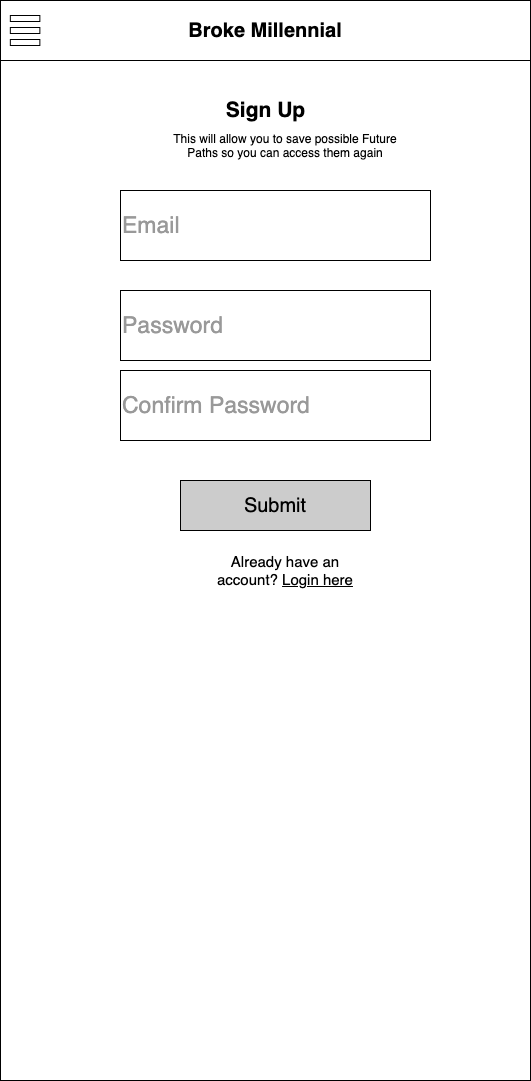 Broke Millennial
Sign Up
This will allow you to save possible Future
Paths so you can access them again
Email
Password
Confirm Password
Submit
Already have an
account? Login here